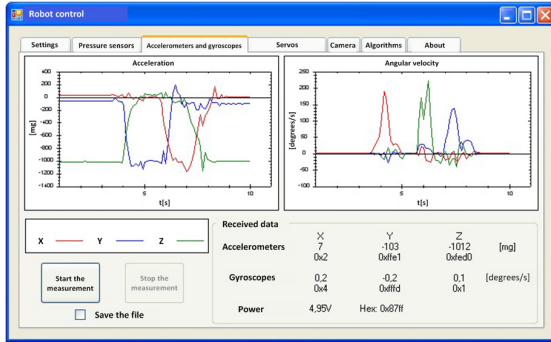 Robot control
Settings Pressure sensors Accelerometers and gyroscopes Servos Camera Algorithms About
Acceleration
[mg]
400
200
0
-200
-400
-600
-800
-1000
-1200
-1400
5 10
t[s]
Angular velocity
[degrees/s]
250
200
150
100
50
0
-50
-100
5 10
t[s]
X Y Z
Start the measurement
Stop the measurement
Save the file
Received data
X Y Z
Accelerometers 7 -103 -1012 [mg]
0x2 0xffe1 0xfed0
Gyroscopes 0,2 -0,2 0,1 [degrees/s]
0x4 0xfffd 0x1
Power 4,95V Hex: 0x87ff